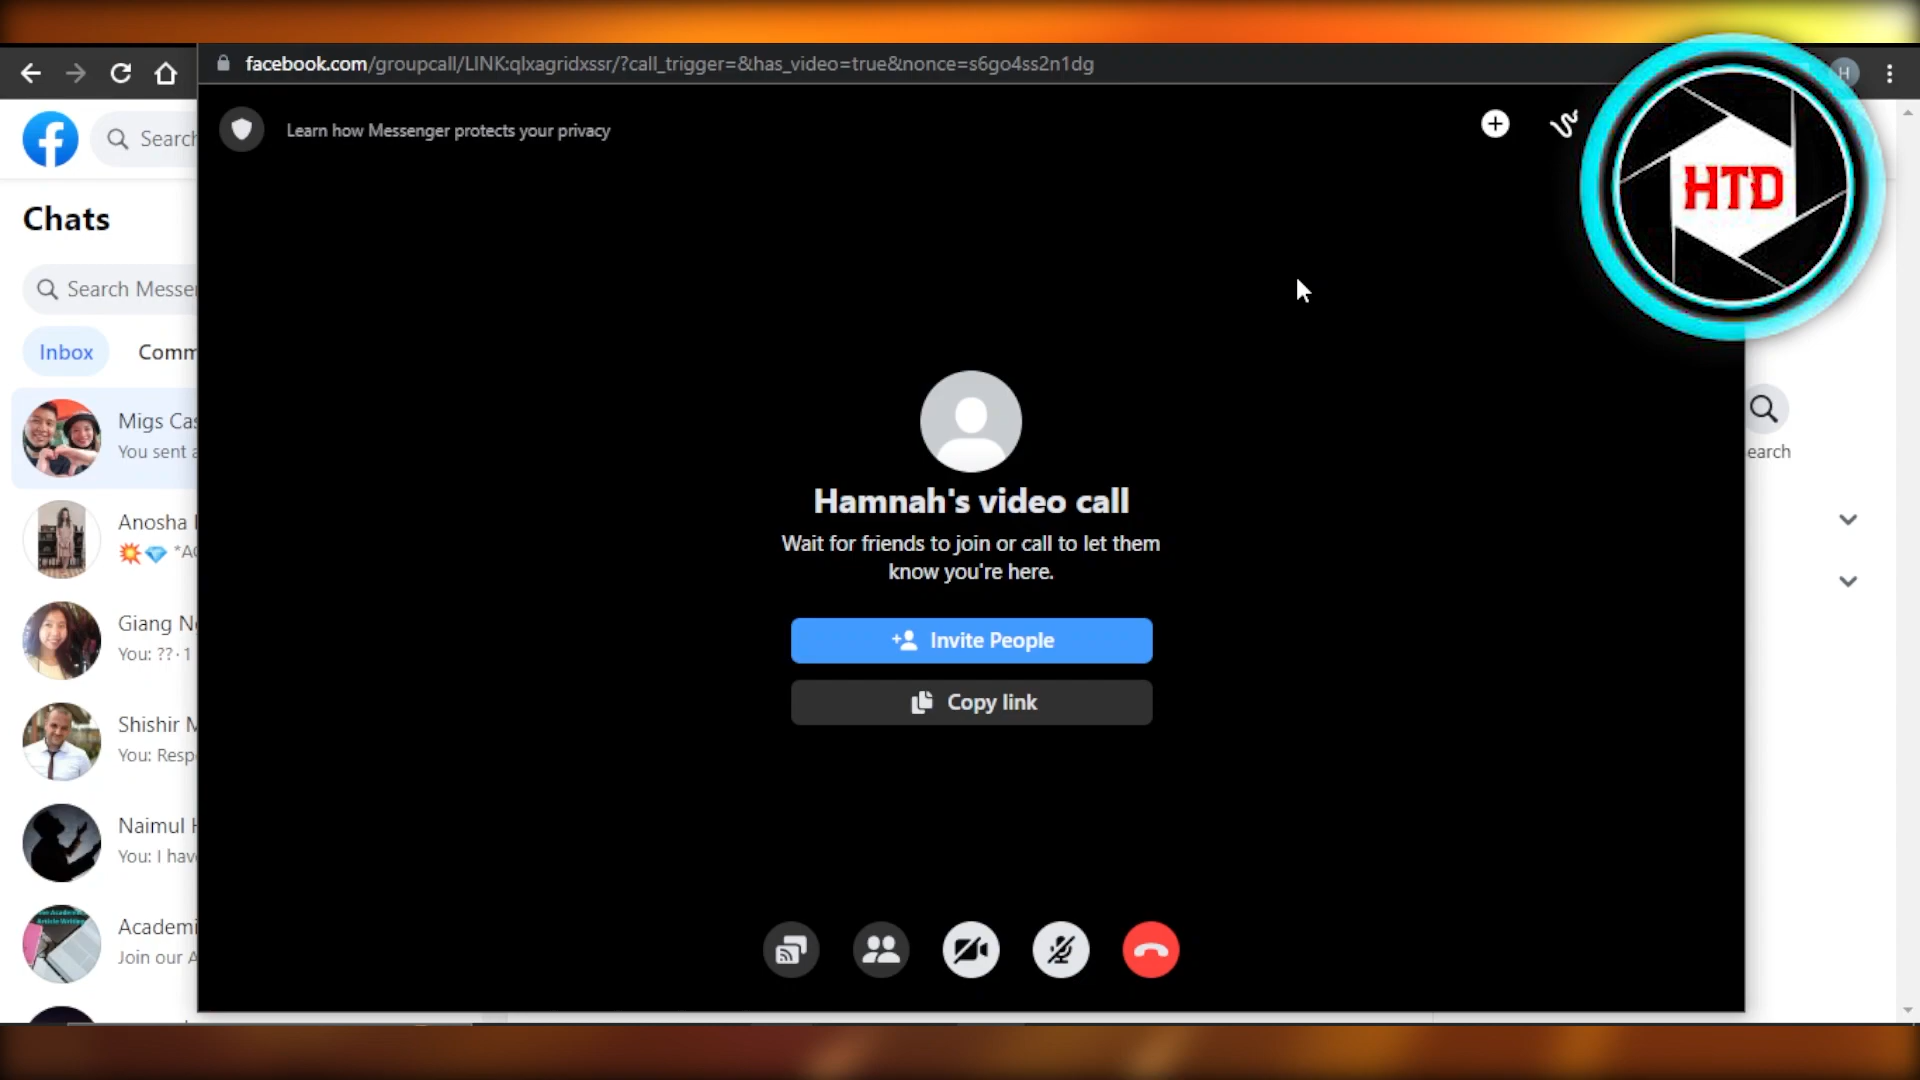 facebook.com/groupcall/LINK:qlxagridxssr/?call_trigger=&has_video=true&nonce=s6go4ss2n1dg
H
Search
Learn how Messenger protects your privacy
HTD
Chats
Search Messe
Inbox
Comm
Migs Cas
You sent a
earch
Anosha
*AC
Giang N
You: ?? · 1
Shishir M
You: Resp
Naimul H
You: I hav
Academi
Join our A
Hamnah's video call
Wait for friends to join or call to let them
know you're here.
Invite People
Copy link